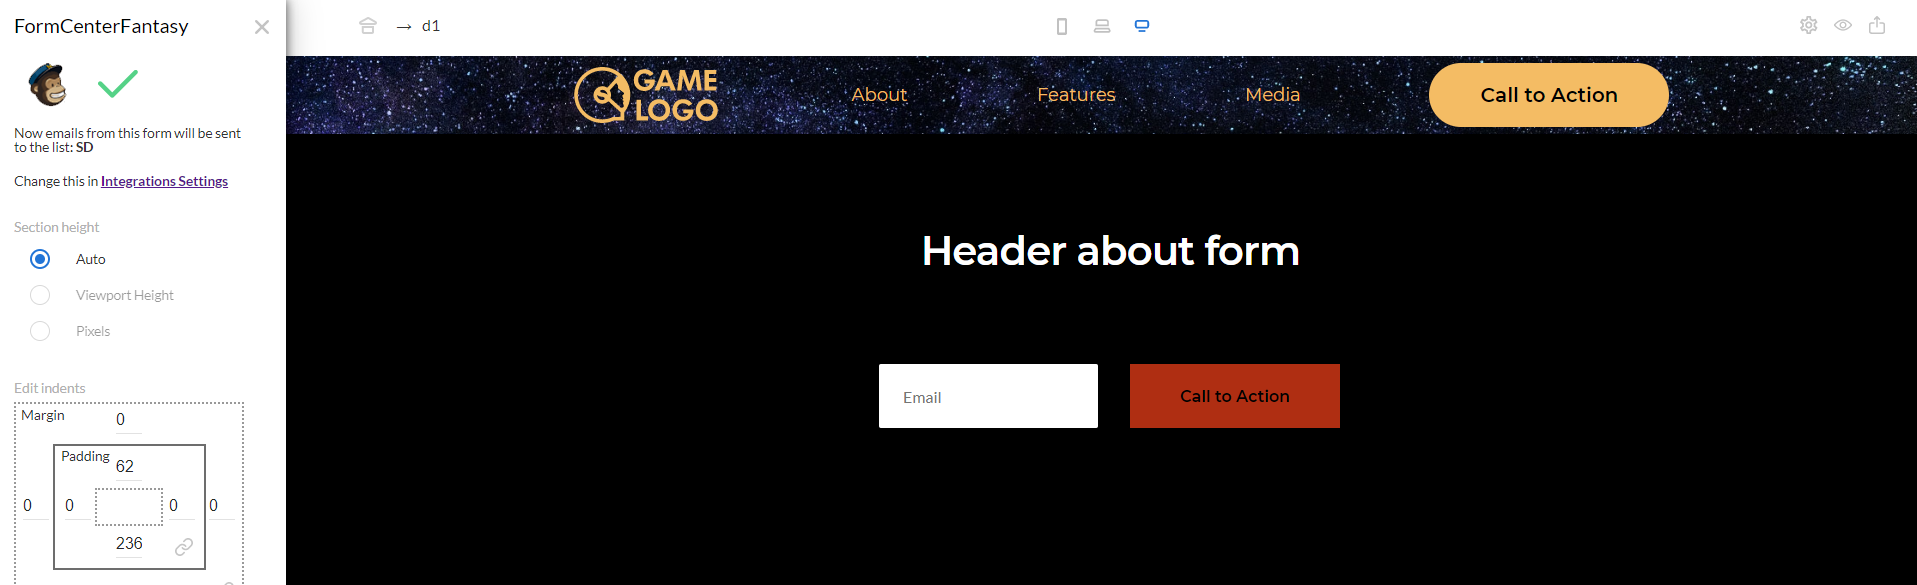 FormCenterFantasy
→ d1
Now emails from this form will be sent
to the list: SD
Change this in Integrations Settings
Section height
Auto
Viewport Height
Pixels
Edit indents
Margin
0
Padding
62
0
0
0
0
236
GAME
LOGO
About
Features
Media
Call to Action
Header about form
Email
Call to Action